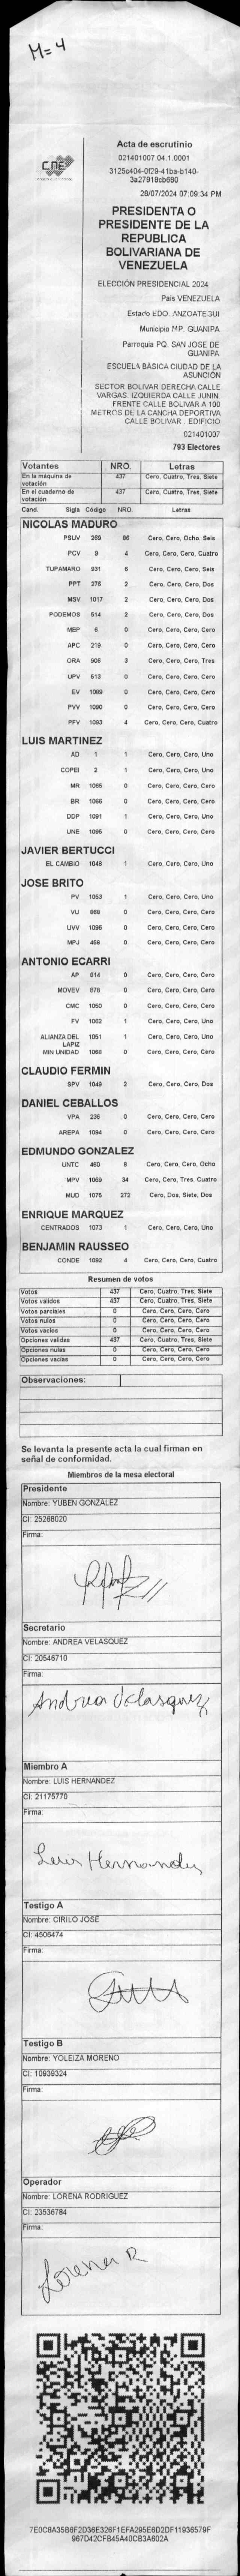 M=4
CNE
Acta de escrutinio
021401007.04.1.0001
3125c404-0f29-41ba-b140-
3a27918cb680
28/07/2024 07:09:34 PM
PRESIDENTA O
PRESIDENTE DE LA
REPUBLICA
BOLIVARIANA DE
VENEZUELA
ELECCIÓN PRESIDENCIAL 2024
País VENEZUELA
Estado EDO. ANZOATEGUI
Municipio MP. GUANIPA
Parroquia PQ. SAN JOSE DE
GUANIPA
ESCUELA BÁSICA CIUDAD DE LA
ASUNCIÓN
SECTOR BOLIVAR DERECHA CALLE
VARGAS. IZQUIERDA CALLE JUNIN.
FRENTE CALLE BOLIVAR A 100
METROS DE LA CANCHA DEPORTIVA
CALLE BOLIVAR . EDIFICIO
021401007
793 Electores
Votantes NRO. Letras
En la máquina de votación 437 Cero, Cuatro, Tres, Siete
En el cuaderno de votación 437 Cero, Cuatro, Tres, Siete
Cand. Sigla Código NRO. Letras
NICOLAS MADURO
PSUV 269 86 Cero, Cero, Ocho, Seis
PCV 9 4 Cero, Cero, Cero, Cuatro
TUPAMARO 931 6 Cero, Cero, Cero, Seis
PPT 276 2 Cero, Cero, Cero, Dos
MSV 1017 2 Cero, Cero, Cero, Dos
PODEMOS 514 2 Cero, Cero, Cero, Dos
MEP 6 0 Cero, Cero, Cero, Cero
APC 219 0 Cero, Cero, Cero, Cero
ORA 906 3 Cero, Cero, Cero, Tres
UPV 513 0 Cero, Cero, Cero, Cero
EV 1099 0 Cero, Cero, Cero, Cero
PVV 1090 0 Cero, Cero, Cero, Cero
PFV 1093 4 Cero, Cero, Cero, Cuatro
LUIS MARTINEZ
AD 1 1 Cero, Cero, Cero, Uno
COPEI 2 1 Cero, Cero, Cero, Uno
MR 1065 0 Cero, Cero, Cero, Cero
BR 1066 0 Cero, Cero, Cero, Cero
DDP 1091 1 Cero, Cero, Cero, Uno
UNE 1095 0 Cero, Cero, Cero, Cero
JAVIER BERTUCCI
EL CAMBIO 1048 1 Cero, Cero, Cero, Uno
JOSE BRITO
PV 1053 1 Cero, Cero, Cero, Uno
VU 868 0 Cero, Cero, Cero, Cero
UVV 1096 0 Cero, Cero, Cero, Cero
MPJ 456 0 Cero, Cero, Cero, Cero
ANTONIO ECARRI
AP 914 0 Cero, Cero, Cero, Cero
MOVEV 878 0 Cero, Cero, Cero, Cero
CMC 1050 0 Cero, Cero, Cero, Cero
FV 1062 1 Cero, Cero, Cero, Uno
ALIANZA DEL LAPIZ 1051 1 Cero, Cero, Cero, Uno
MIN UNIDAD 1068 0 Cero, Cero, Cero, Cero
CLAUDIO FERMIN
SPV 1049 2 Cero, Cero, Cero, Dos
DANIEL CEBALLOS
VPA 236 0 Cero, Cero, Cero, Cero
AREPA 1084 0 Cero, Cero, Cero, Cero
EDMUNDO GONZALEZ
UNTC 460 8 Cero, Cero, Cero, Ocho
MPV 1069 34 Cero, Cero, Tres, Cuatro
MUD 1076 272 Cero, Dos, Siete, Dos
ENRIQUE MARQUEZ
CENTRADOS 1073 1 Cero, Cero, Cero, Uno
BENJAMIN RAUSSEO
CONDE 1092 4 Cero, Cero, Cero, Cuatro
Resumen de votos
Votos 437 Cero, Cuatro, Tres, Siete
Votos validos 437 Cero, Cuatro, Tres, Siete
Votos parciales 0 Cero, Cero, Cero, Cero
Votos nulos 0 Cero, Cero, Cero, Cero
Votos vacíos 0 Cero, Cero, Cero, Cero
Opciones validas 437 Cero, Cuatro, Tres, Siete
Opciones nulas 0 Cero, Cero, Cero, Cero
Opciones vacías 0 Cero, Cero, Cero, Cero
Observaciones:
Se levanta la presente acta la cual firman en
señal de conformidad.
Miembros de la mesa electoral
Presidente
Nombre: YUBEN GONZALEZ
CI: 25268020
Firma:
Secretario
Nombre: ANDREA VELASQUEZ
CI: 20546710
Firma:
Andrea Velasquez
Miembro A
Nombre: LUIS HERNANDEZ
CI: 21175770
Firma:
Luis Hernandez
Testigo A
Nombre: CIRILO JOSE
CI: 4506474
Firma:
Testigo B
Nombre: YOLEIZA MORENO
CI: 10939324
Firma:
Operador
Nombre: LORENA RODRIGUEZ
CI: 23536784
Firma:
Lorena R
7E0C8A35B6F2D36E326F1EFA295E6D2DF11936579F
967D42CFB45A40CB3A602A